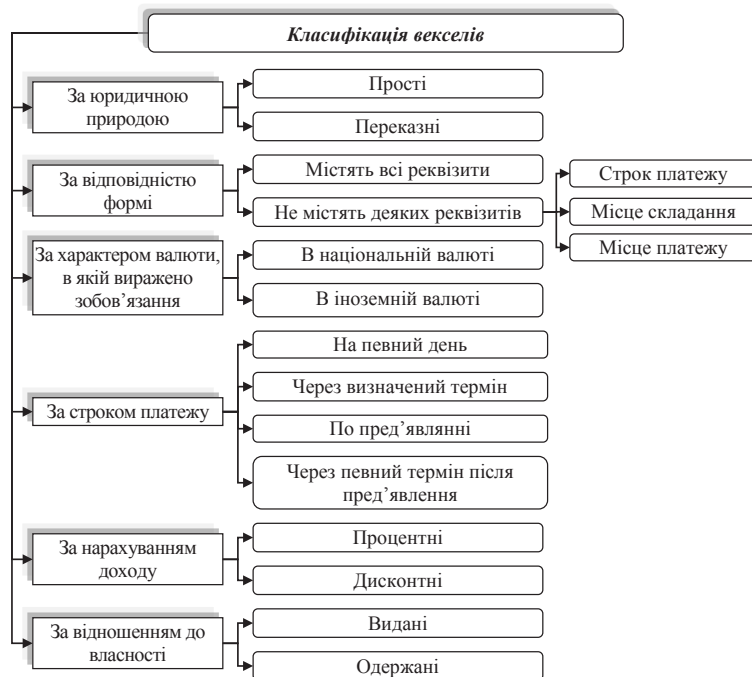 Класифікація векселів
За юридичною
природою
Прості
Переказні
За відповідністю
формі
Містять всі реквізити
Не містять деяких реквізитів
Строк платежу
Місце складання
Місце платежу
За характером валюти,
в якій виражено
зобов’язання
В національній валюті
В іноземній валюті
За строком платежу
На певний день
Через визначений термін
По пред’являнні
Через певний термін після
пред’явлення
За нарахуванням
доходу
Процентні
Дисконтні
За відношенням до
власності
Видані
Одержані